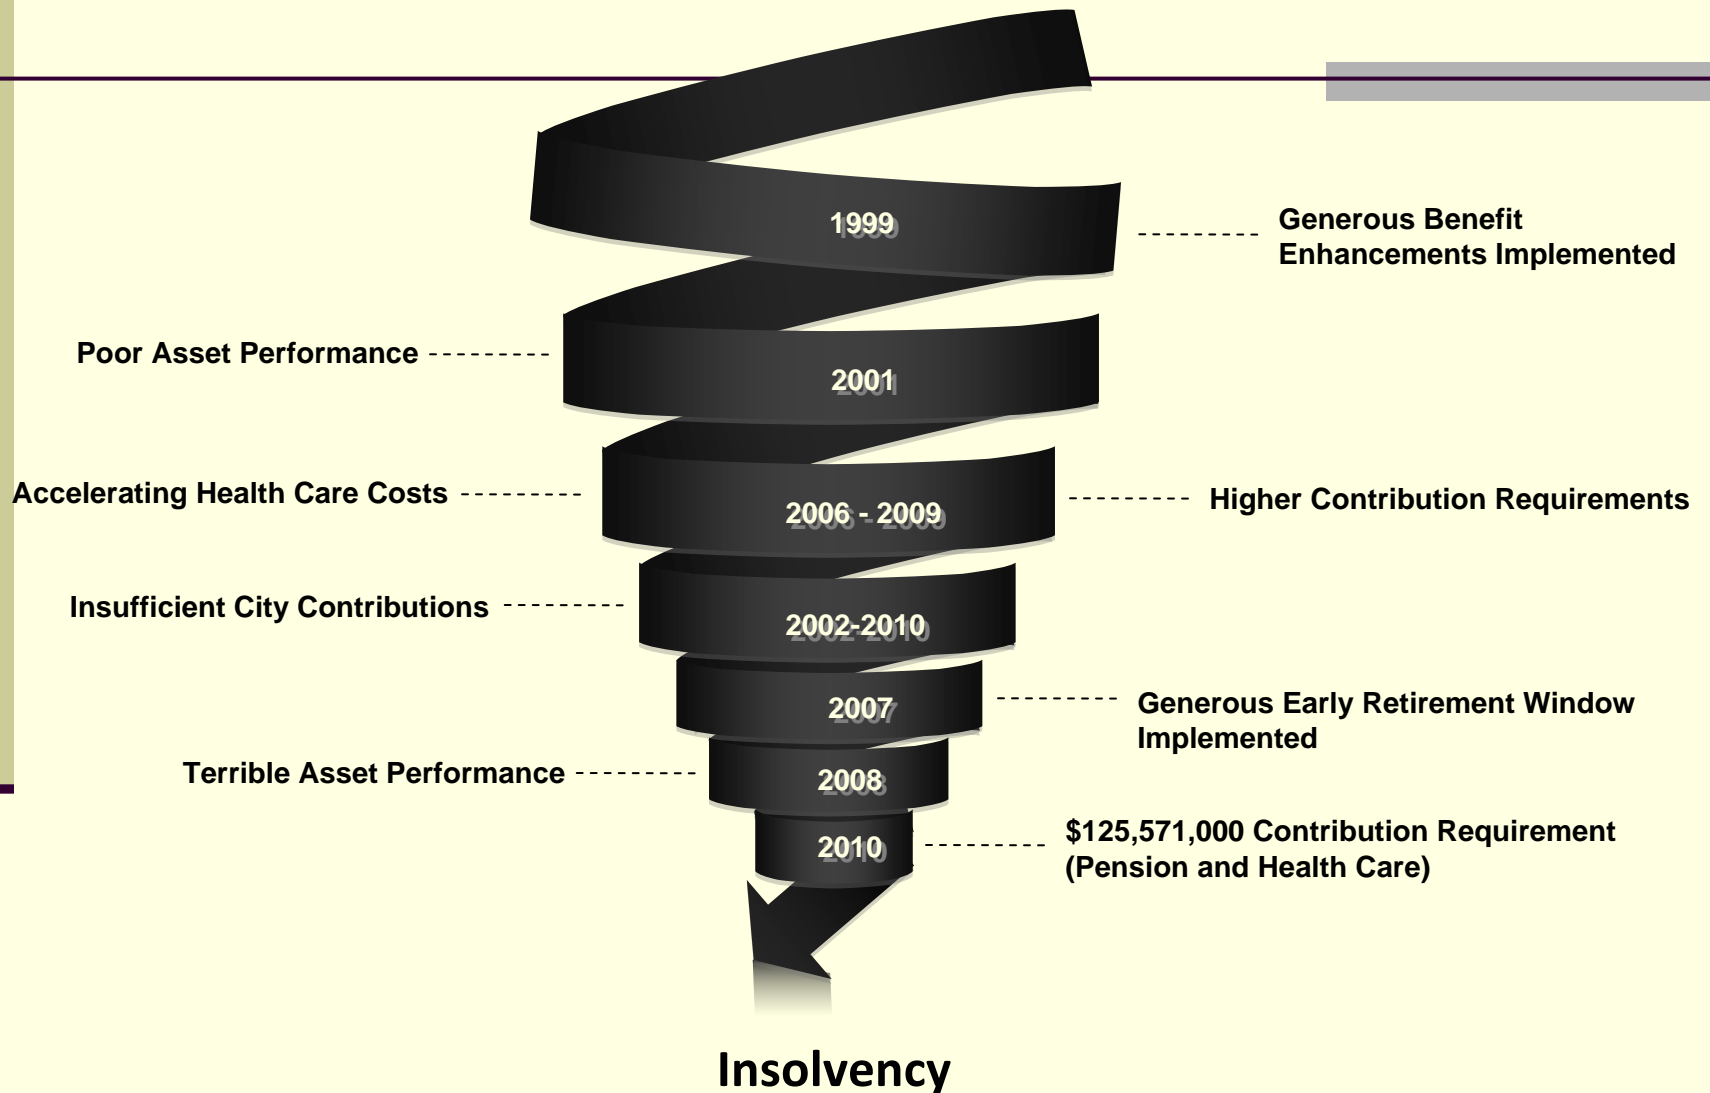 1999
Generous Benefit
Enhancements Implemented
Poor Asset Performance
2001
Accelerating Health Care Costs
2006 - 2009
Higher Contribution Requirements
Insufficient City Contributions
2002-2010
2007
Generous Early Retirement Window
Implemented
Terrible Asset Performance
2008
2010
$125,571,000 Contribution Requirement
(Pension and Health Care)
Insolvency